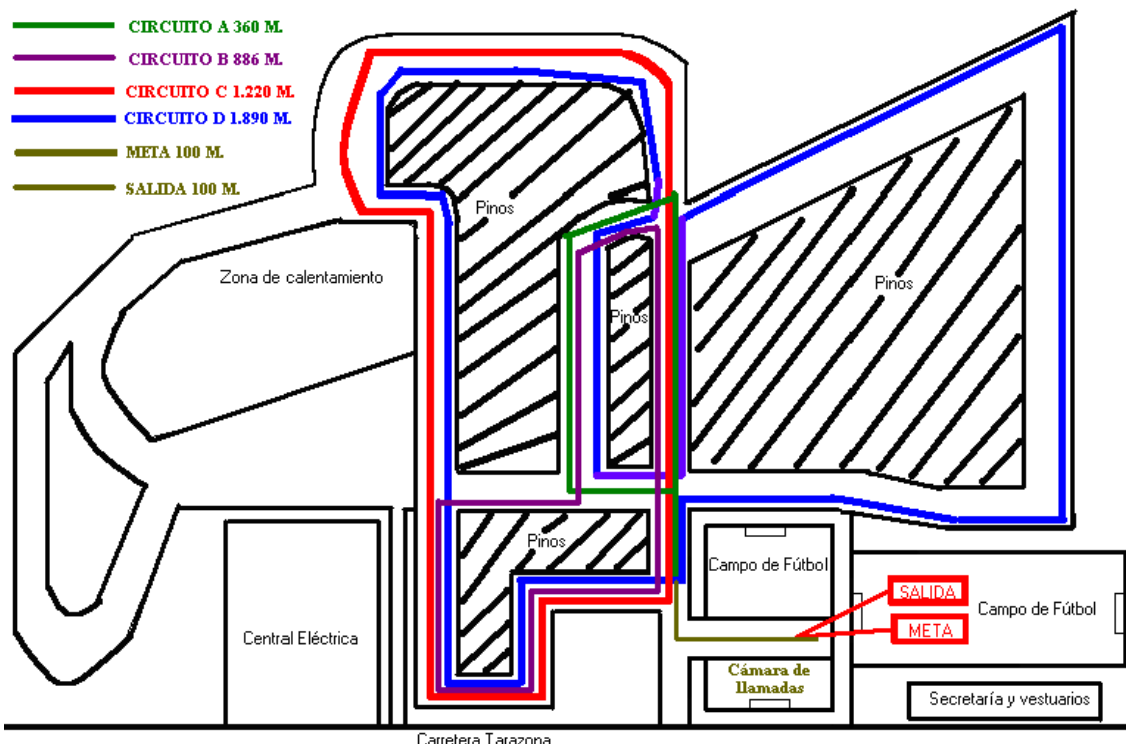 CIRCUITO A 360 M.
CIRCUITO B 886 M.
CIRCUITO C 1.220 M.
CIRCUITO D 1.890 M.
META 100 M.
SALIDA 100 M.
Pinos
Zona de calentamiento
Pinos
Pinos
Pinos
Campo de Fútbol
SALIDA
Campo de Fútbol
META
Central Eléctrica
Cámara de
llamadas
Secretaría y vestuarios
Carretera Tarazona